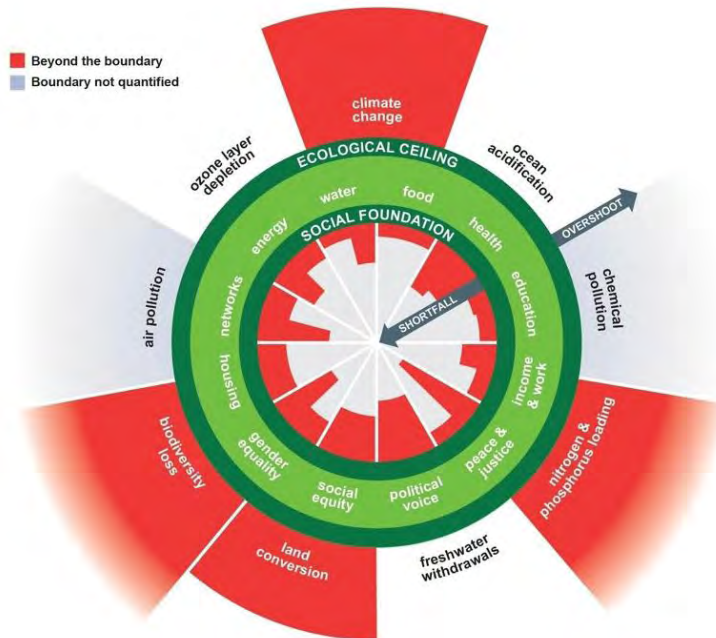 Beyond the boundary
Boundary not quantified
climate
change
ozone layer
depletion
ocean
acidification
ECOLOGICAL CEILING
water
food
energy
health
SOCIAL FOUNDATION
OVERSHOOT
SHORTFALL
air pollution
networks
education
chemical
pollution
housing
income
& work
biodiversity
loss
gender
equality
social
equity
political
voice
peace &
justice
nitrogen &
phosphorus loading
land
conversion
freshwater
withdrawals